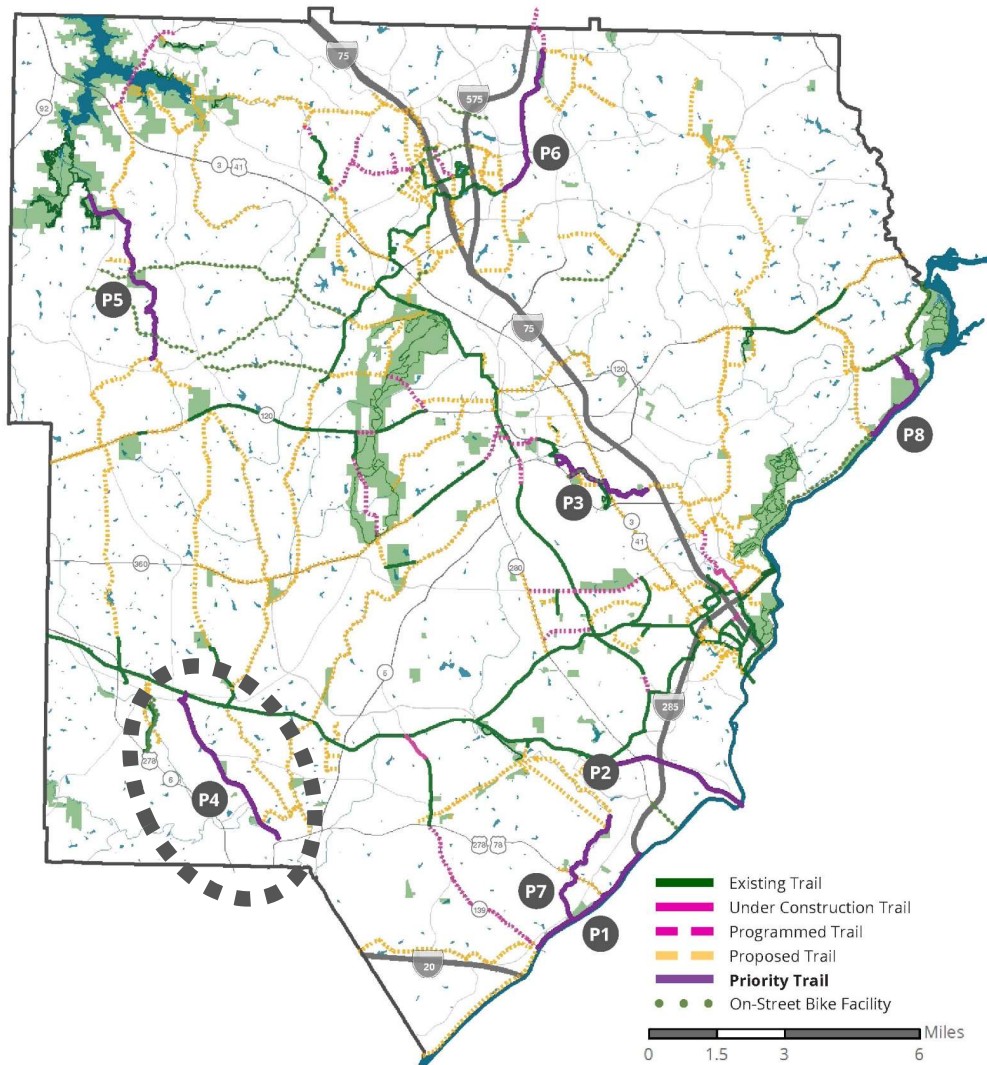 75
575
92
3
41
P6
P5
75
120
120
P8
P3
3
41
360
280
6
285
278
6
P4
P2
278
78
P7
P1
139
20
Existing Trail
Under Construction Trail
Programmed Trail
Proposed Trail
Priority Trail
On-Street Bike Facility
Miles
0 1.5 3 6